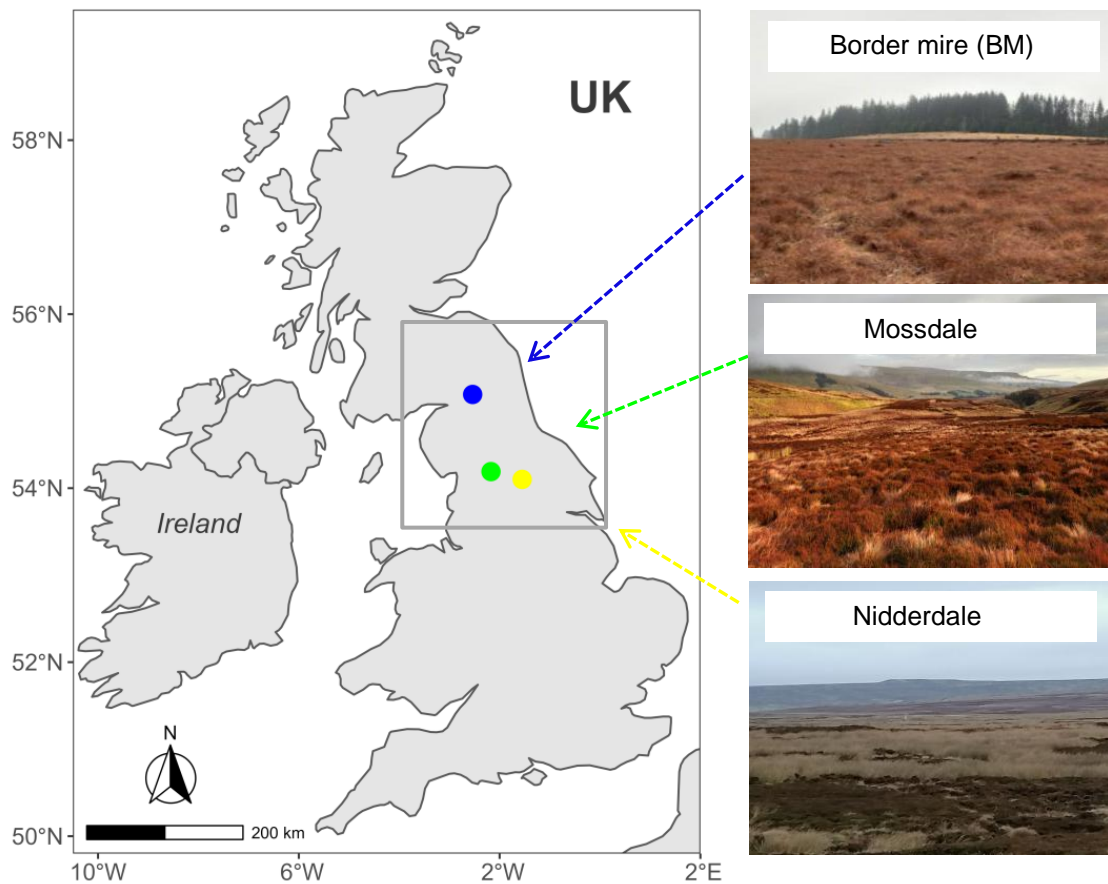 UK
58°N
56°N
54°N
52°N
50°N
Ireland
N
200 km
10°W
6°W
2°W
2°E
Border mire (BM)
Mossdale
Nidderdale